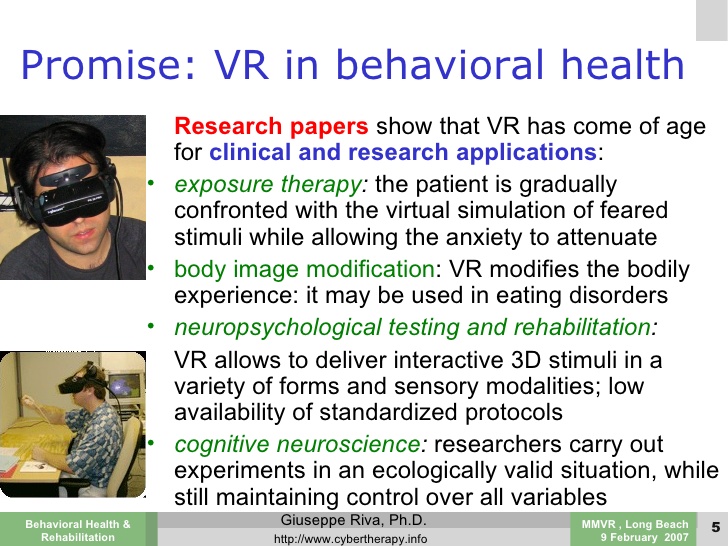 Promise: VR in behavioral health
Research papers show that VR has come of age
for clinical and research applications:
• exposure therapy: the patient is gradually
confronted with the virtual simulation of feared
stimuli while allowing the anxiety to attenuate
• body image modification: VR modifies the bodily
experience: it may be used in eating disorders
• neuropsychological testing and rehabilitation:
VR allows to deliver interactive 3D stimuli in a
variety of forms and sensory modalities; low
availability of standardized protocols
• cognitive neuroscience: researchers carry out
experiments in an ecologically valid situation, while
still maintaining control over all variables
Behavioral Health &
Rehabilitation
Giuseppe Riva, Ph.D.
http://www.cybertherapy.info
MMVR , Long Beach
9 February 2007
5